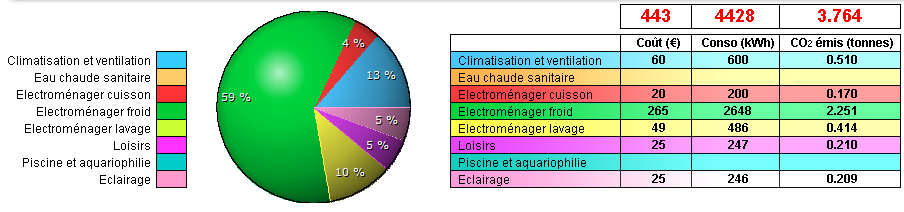 443 4428 3.764
Coût (€) Conso (kWh) CO2 émis (tonnes)
Climatisation et ventilation
Eau chaude sanitaire
Electroménager cuisson
Electroménager froid
Electroménager lavage
Loisirs
Piscine et aquariophilie
Eclairage
4 %
13 %
59 %
5 %
5 %
10 %
Climatisation et ventilation 60 600 0.510
Eau chaude sanitaire
Electroménager cuisson 20 200 0.170
Electroménager froid 265 2648 2.251
Electroménager lavage 49 486 0.414
Loisirs 25 247 0.210
Piscine et aquariophilie
Eclairage 25 246 0.209